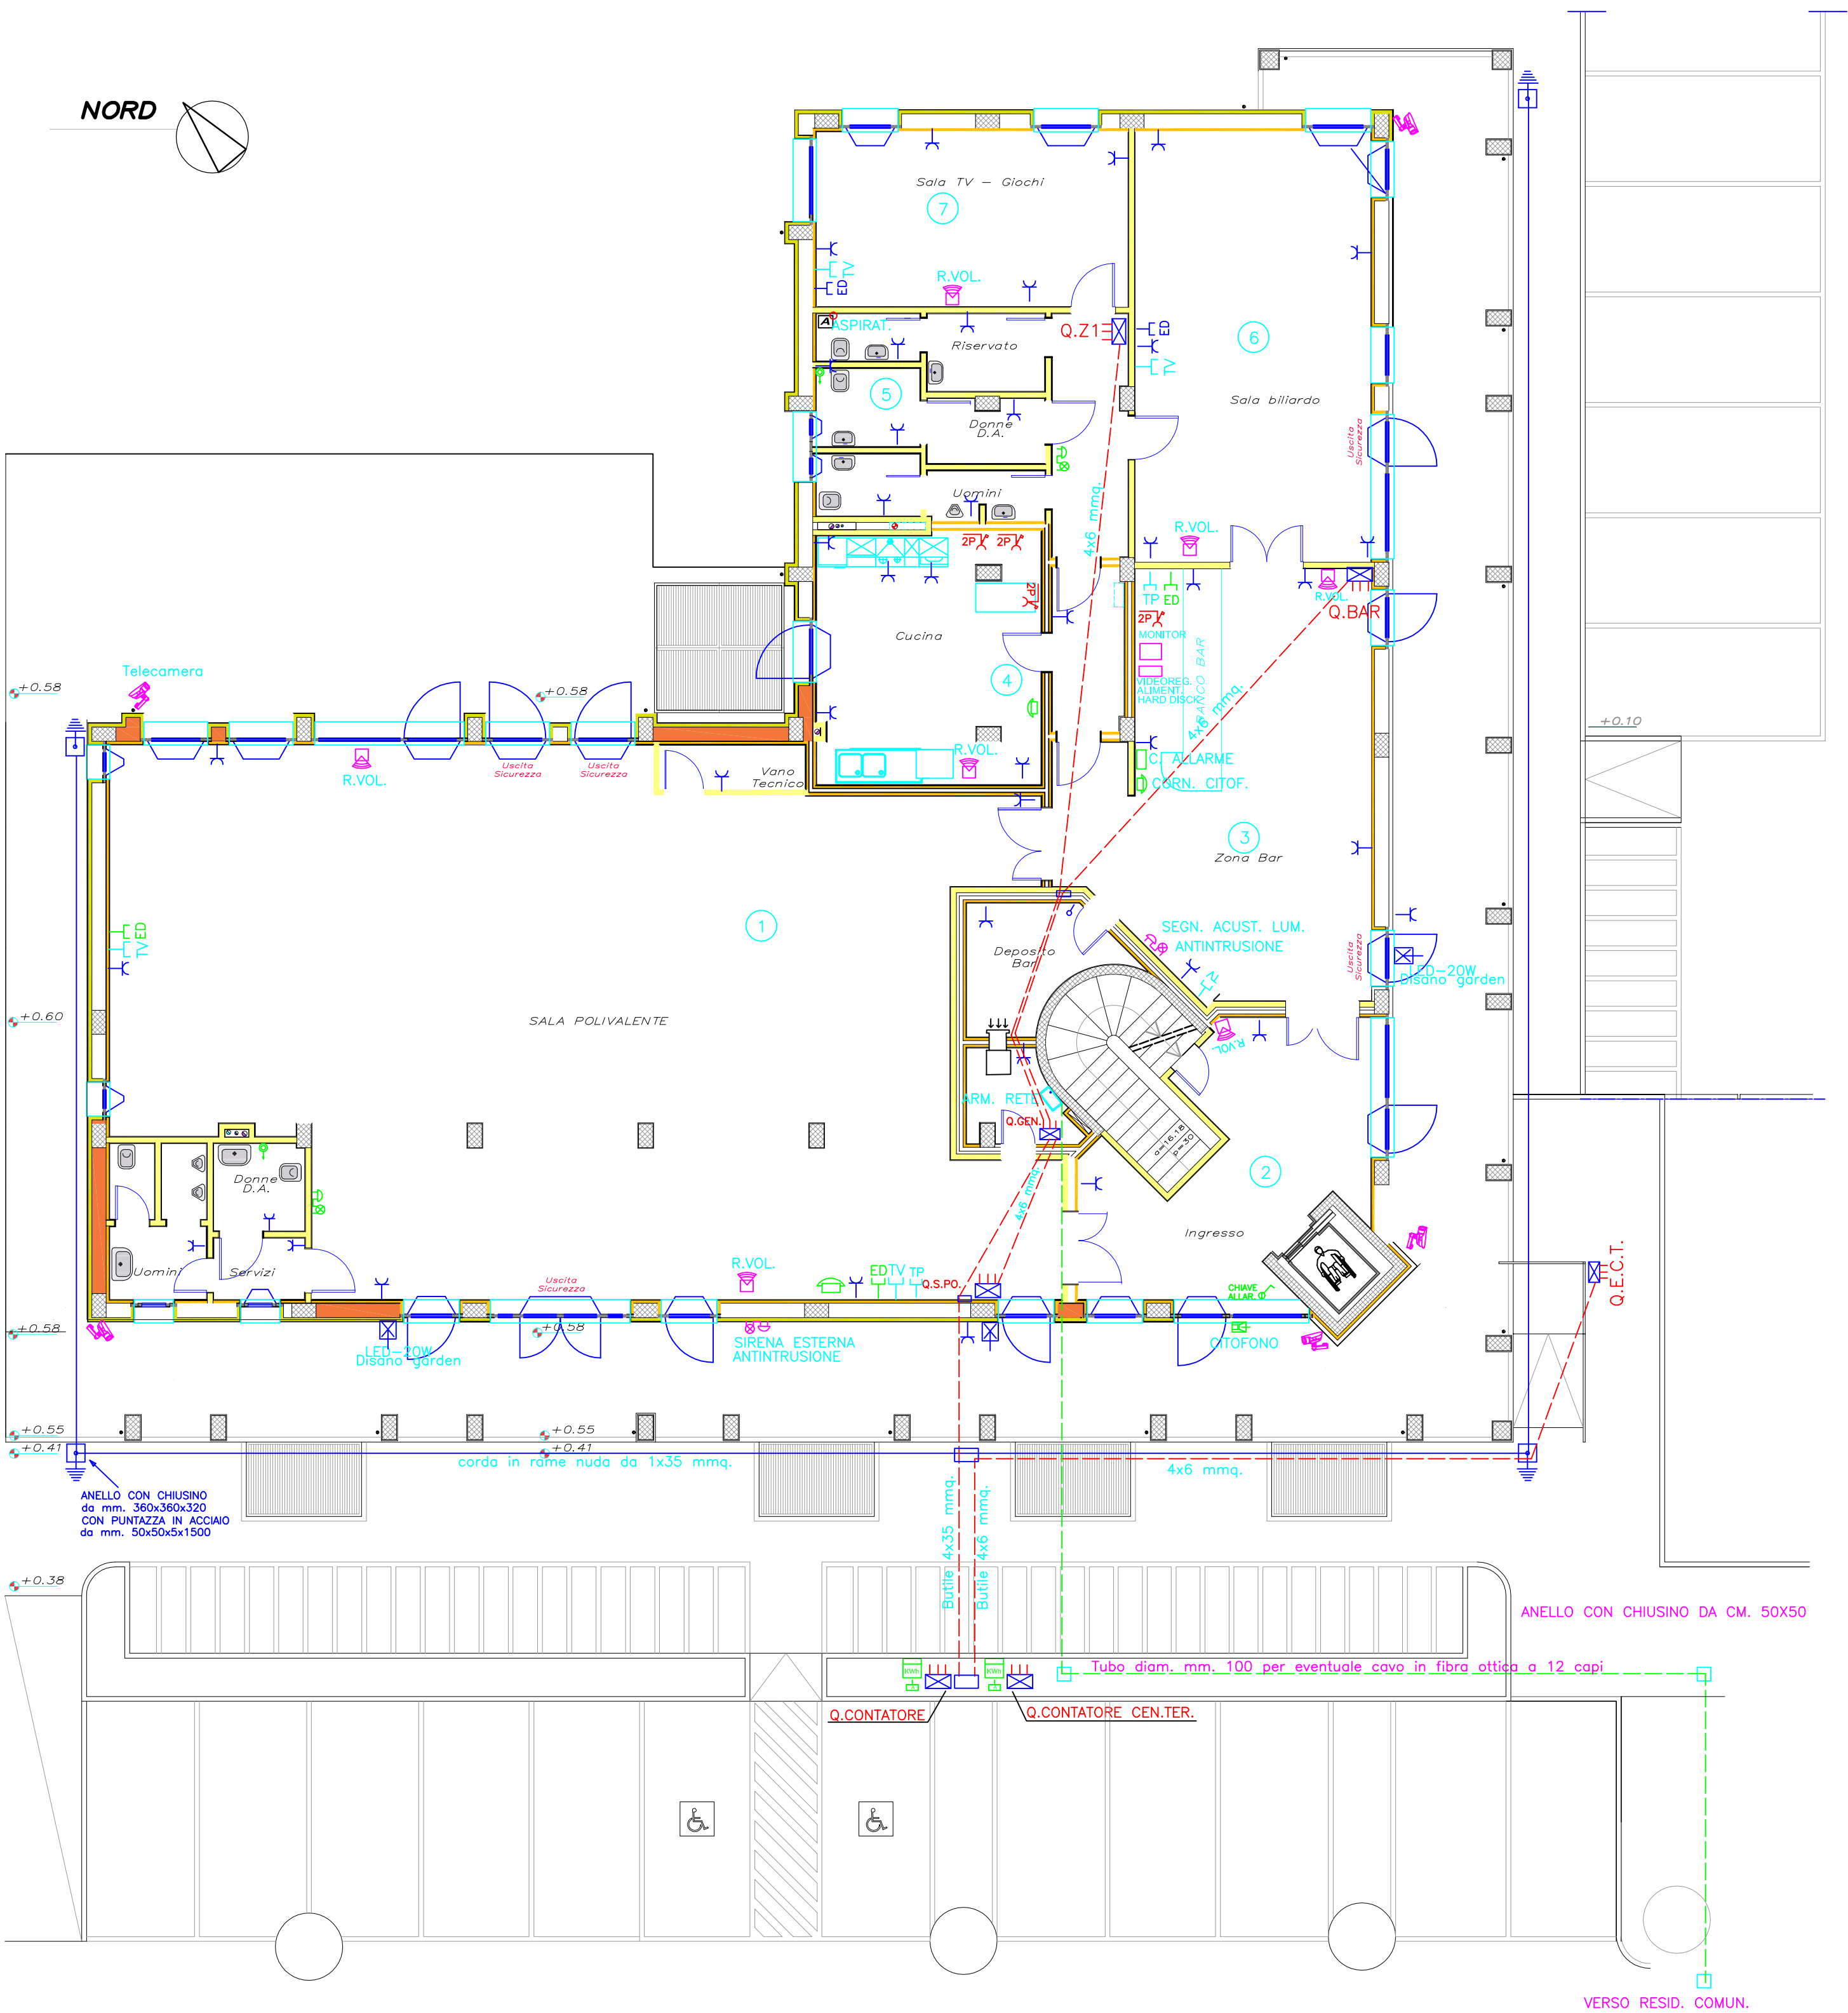 NORD
Sala TV - Giochi
7
TV
ED
R.VOL.
A
ASPIRAT.
Riservato
Q.Z1
ED
TV
6
Sala biliardo
5
Donne
D.A.
Uscita
Sicurezza
Uomini
4x6 mmq.
R.VOL.
2P
2P
2P
TP
ED
R.VOL.
Q.BAR
2P
MONITOR
Cucina
BANCO BAR
VIDEOREG.
ALIMENT.
HARD DISCK
4x6 mmq.
4
Telecamera
+0.58
+0.58
+0.10
Uscita
Sicurezza
Uscita
Sicurezza
R.VOL.
Vano
Tecnico
R.VOL.
C. ALLARME
CORN. CITOF.
3
Zona Bar
1
ED
TV
SEGN. ACUST. LUM.
ANTINTRUSIONE
Deposito
Bar
TV
Uscita
Sicurezza
LED-20W
Disano garden
+0.60
SALA POLIVALENTE
R.VOL.
ARM. RETE
Q.GEN.
a=16.18
p=30
Donne
D.A.
4x6 mmq.
2
Ingresso
Uomini
Servizi
Uscita
Sicurezza
R.VOL.
ED
TV
TP
Q.S.PO.
CHIAVE
ALLAR.
Q.E.C.T.
+0.58
+0.58
LED-20W
Disano garden
SIRENA ESTERNA
ANTINTRUSIONE
CITOFONO
+0.55
+0.55
+0.41
+0.41
corda in rame nuda da 1x35 mmq.
4x6 mmq.
ANELLO CON CHIUSINO
da mm. 360x360x320
CON PUNTAZZA IN ACCIAIO
da mm. 50x50x5x1500
Butile 4x35 mmq.
Butile 4x6 mmq.
+0.38
ANELLO CON CHIUSINO DA CM. 50X50
KWh
KWh
Tubo diam. mm. 100 per eventuale cavo in fibra ottica a 12 capi
Q.CONTATORE
Q.CONTATORE CEN.TER.
VERSO RESID. COMUN.